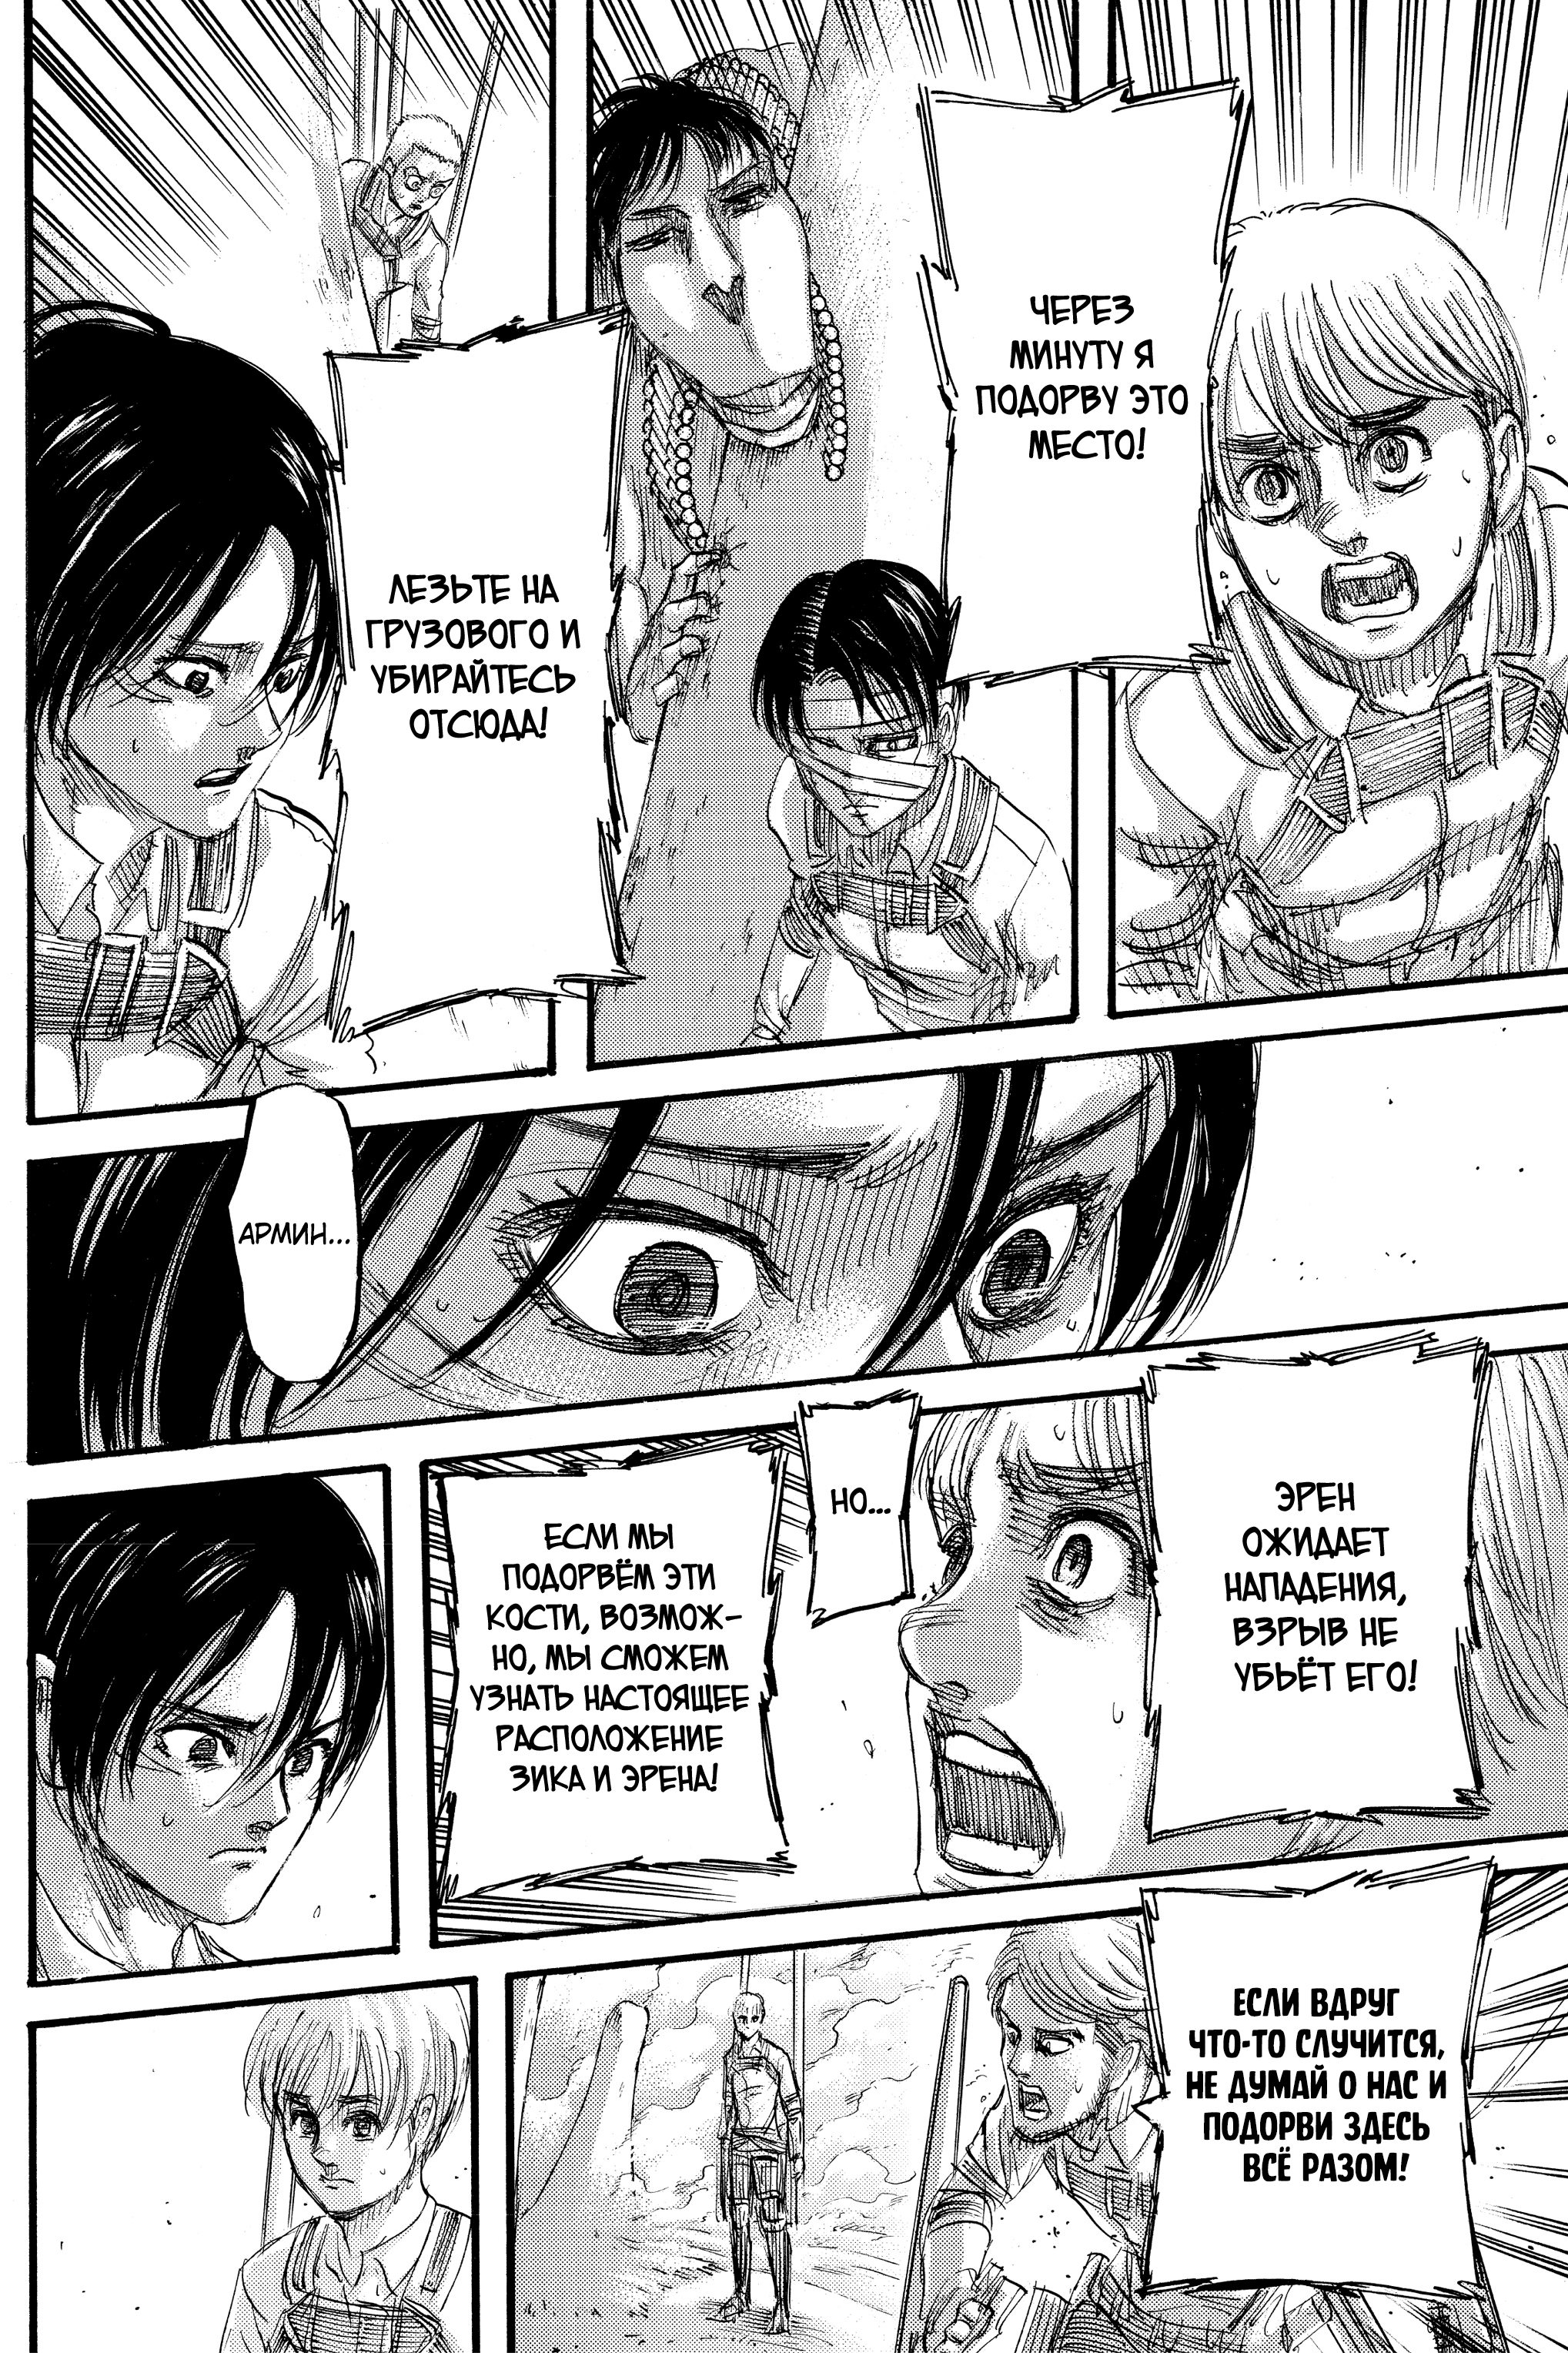 ЧЕРЕЗ
МИНУТУ Я
ПОДОРВУ ЭТО
МЕСТО!
ЛЕЗЬТЕ НА
ГРУЗОВОГО И
УБИРАЙТЕСЬ
ОТСЮДА!
АРМИН...
ЭРЕН
ОЖИДАЕТ
НАПАДЕНИЯ,
ВЗРЫВ НЕ
УБЬЁТ ЕГО!
НО...
ЕСЛИ МЫ
ПОДОРВЁМ ЭТИ
КОСТИ, ВОЗМОЖ-
НО, МЫ СМОЖЕМ
УЗНАТЬ НАСТОЯЩЕЕ
РАСПОЛОЖЕНИЕ
ЗИКА И ЭРЕНА!
ЕСЛИ ВДРУГ
ЧТО-ТО СЛУЧИТСЯ,
НЕ ДУМАЙ О НАС И
ПОДОРВИ ЗДЕСЬ
ВСЁ РАЗОМ!